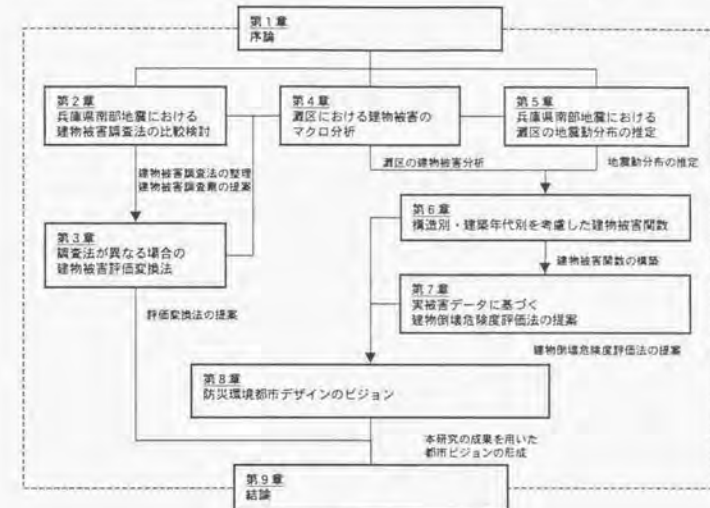 第1章
序論
第2章
兵庫県南部地震における
建物被害調査法の比較検討
第4章
灘区における建物被害の
マクロ分析
第5章
兵庫県南部地震における
灘区の地震動分布の推定
建物被害調査法の整理
建物被害調査票の提案
灘区の建物被害分析
地震動分布の推定
第3章
調査法が異なる場合の
建物被害評価変換法
第6章
構造別・建築年代別を考慮した建物被害関数
建物被害関数の構築
第7章
実被害データに基づく
建物倒壊危険度評価法の提案
評価変換法の提案
建物倒壊危険度評価法の提案
第8章
防災環境都市デザインのビジョン
本研究の成果を用いた
都市ビジョンの形成
第9章
結論